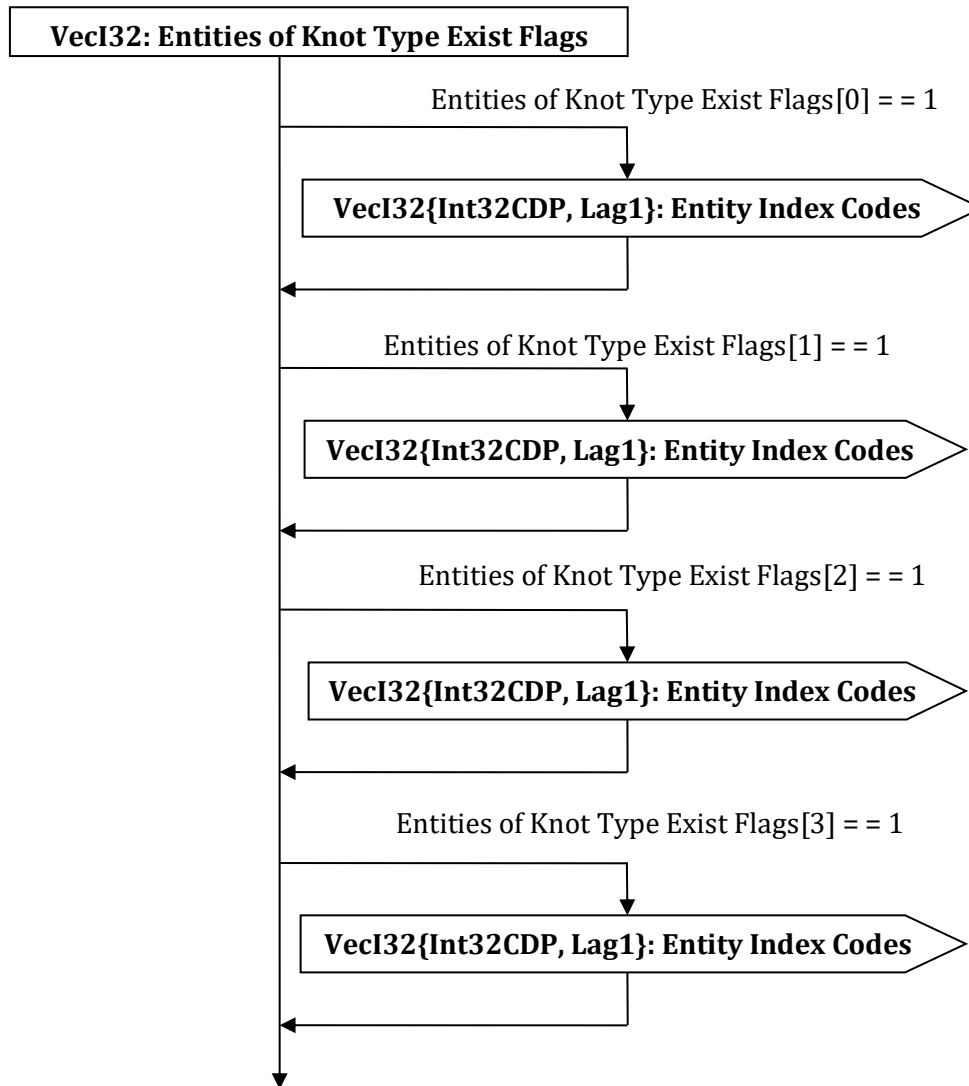 VecI32: Entities of Knot Type Exist Flags
Entities of Knot Type Exist Flags[0] = = 1
VecI32{Int32CDP, Lag1}: Entity Index Codes
Entities of Knot Type Exist Flags[1] = = 1
VecI32{Int32CDP, Lag1}: Entity Index Codes
Entities of Knot Type Exist Flags[2] = = 1
VecI32{Int32CDP, Lag1}: Entity Index Codes
Entities of Knot Type Exist Flags[3] = = 1
VecI32{Int32CDP, Lag1}: Entity Index Codes